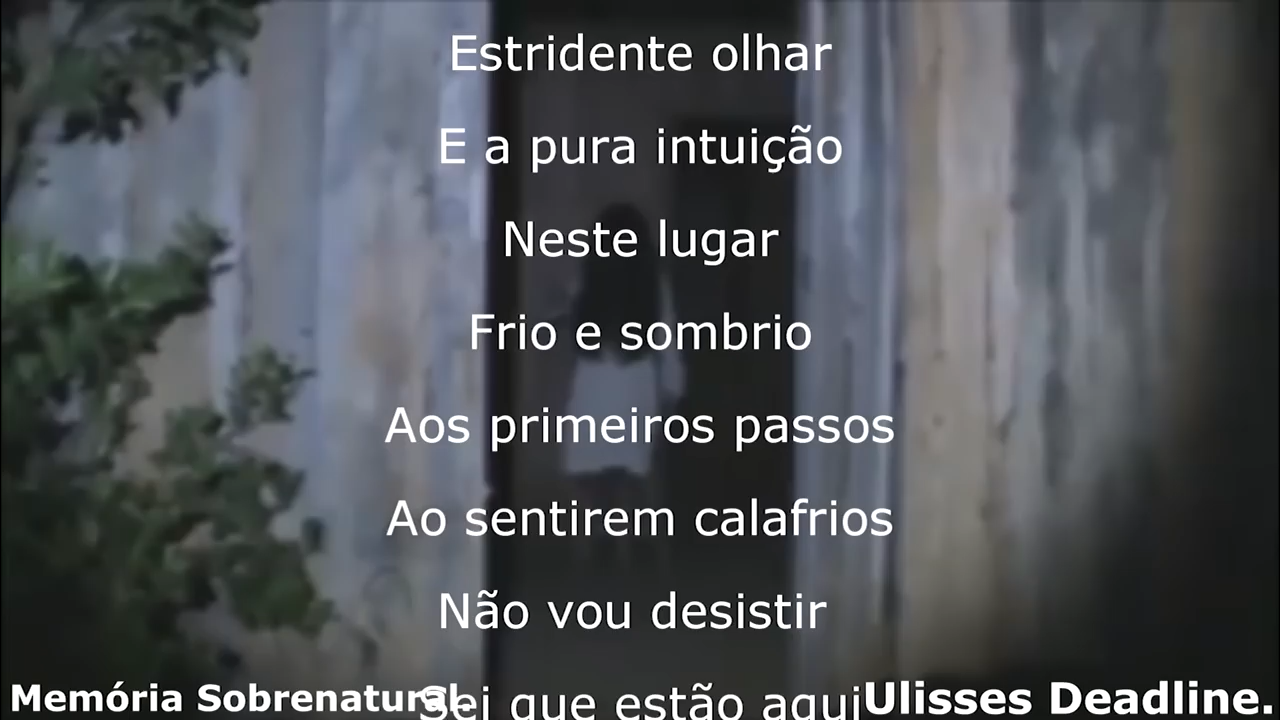 Estridente olhar
E a pura intuição
Neste lugar
Frio e sombrio
Aos primeiros passos
Ao sentirem calafrios
Não vou desistir
Sei que estão aqui
Memória Sobrenatural.
Ulisses Deadline.